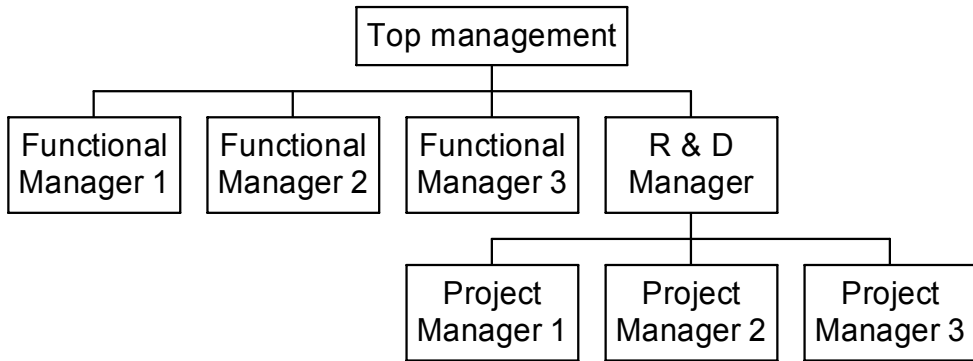 Top management
Functional
Manager 1
Functional
Manager 2
Functional
Manager 3
R & D
Manager
Project
Manager 1
Project
Manager 2
Project
Manager 3